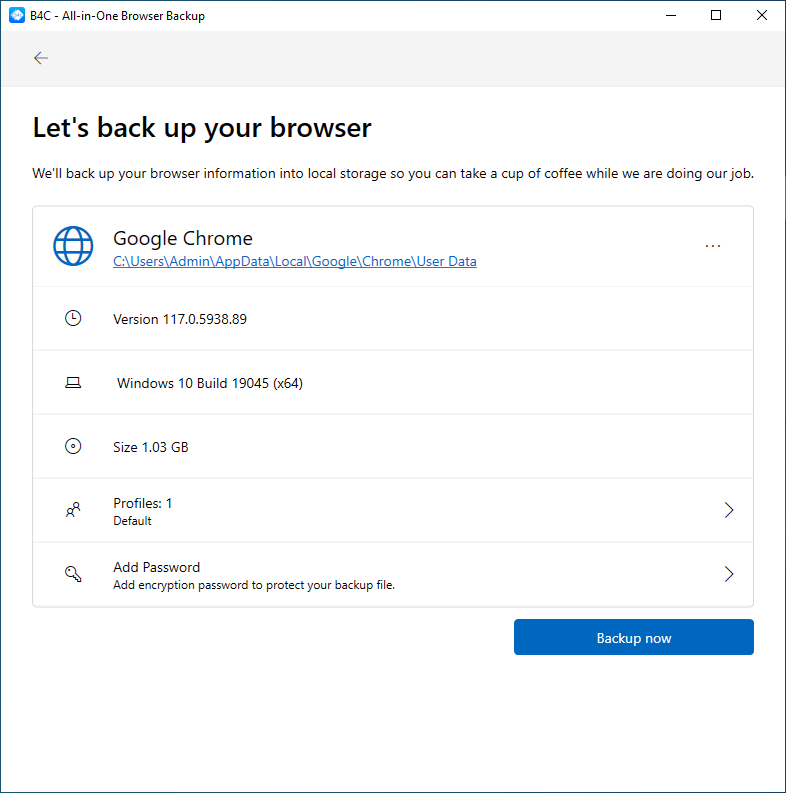 B4C - All-in-One Browser Backup
Let's back up your browser
We'll back up your browser information into local storage so you can take a cup of coffee while we are doing our job.
Google Chrome
C:\Users\Admin\AppData\Local\Google\Chrome\User Data
Version 117.0.5938.89
Windows 10 Build 19045 (x64)
Size 1.03 GB
Profiles: 1
Default
Add Password
Add encryption password to protect your backup file.
Backup now